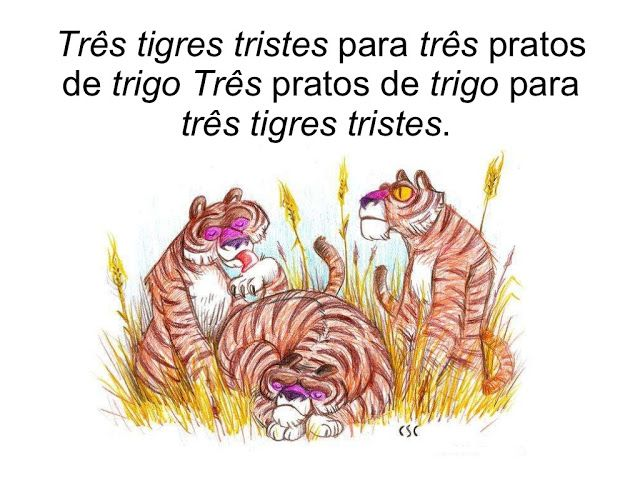 Três tigres tristes para três pratos
de trigo Três pratos de trigo para
três tigres tristes.
CSC